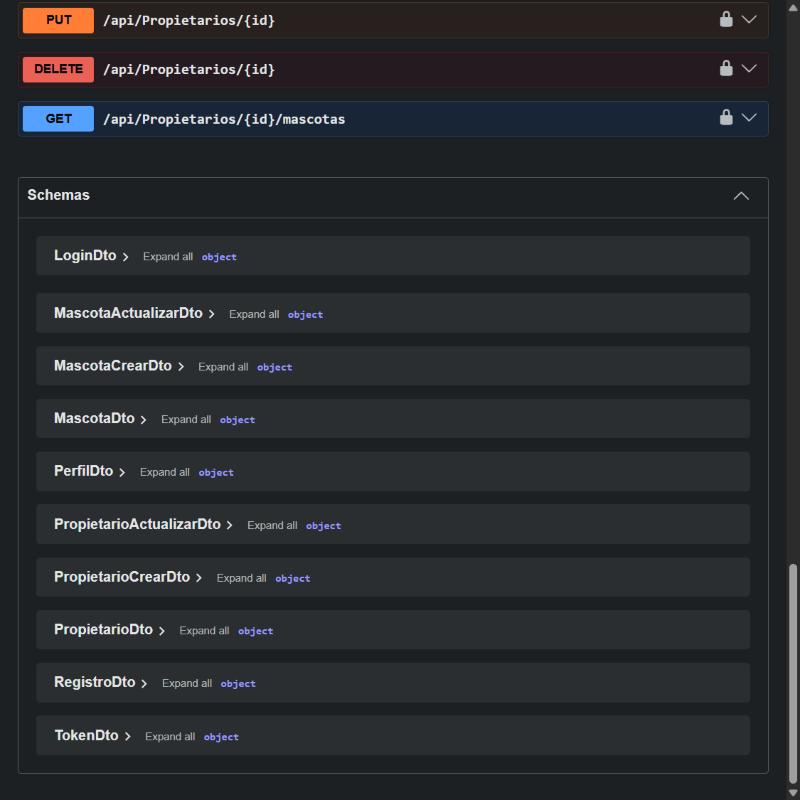 PUT /api/Propietarios/{id}
DELETE /api/Propietarios/{id}
GET /api/Propietarios/{id}/mascotas
Schemas
LoginDto Expand all object
MascotaActualizarDto Expand all object
MascotaCrearDto Expand all object
MascotaDto Expand all object
PerfilDto Expand all object
PropietarioActualizarDto Expand all object
PropietarioCrearDto Expand all object
PropietarioDto Expand all object
RegistroDto Expand all object
TokenDto Expand all object